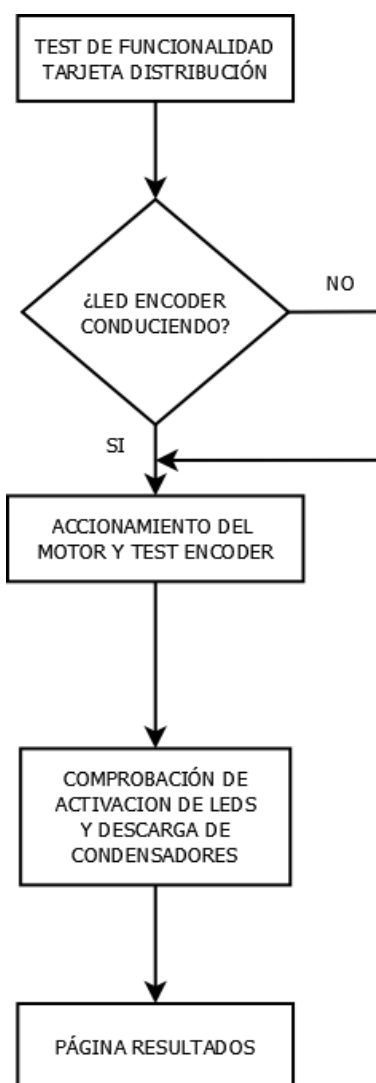 TEST DE FUNCIONALIDAD
TARJETA DISTRIBUCIÓN
¿LED ENCODER
CONDUCIENDO?
NO
SI
ACCIONAMIENTO DEL
MOTOR Y TEST ENCODER
COMPROBACIÓN DE
ACTIVACION DE LEDS
Y DESCARGA DE
CONDENSADORES
PÁGINA RESULTADOS